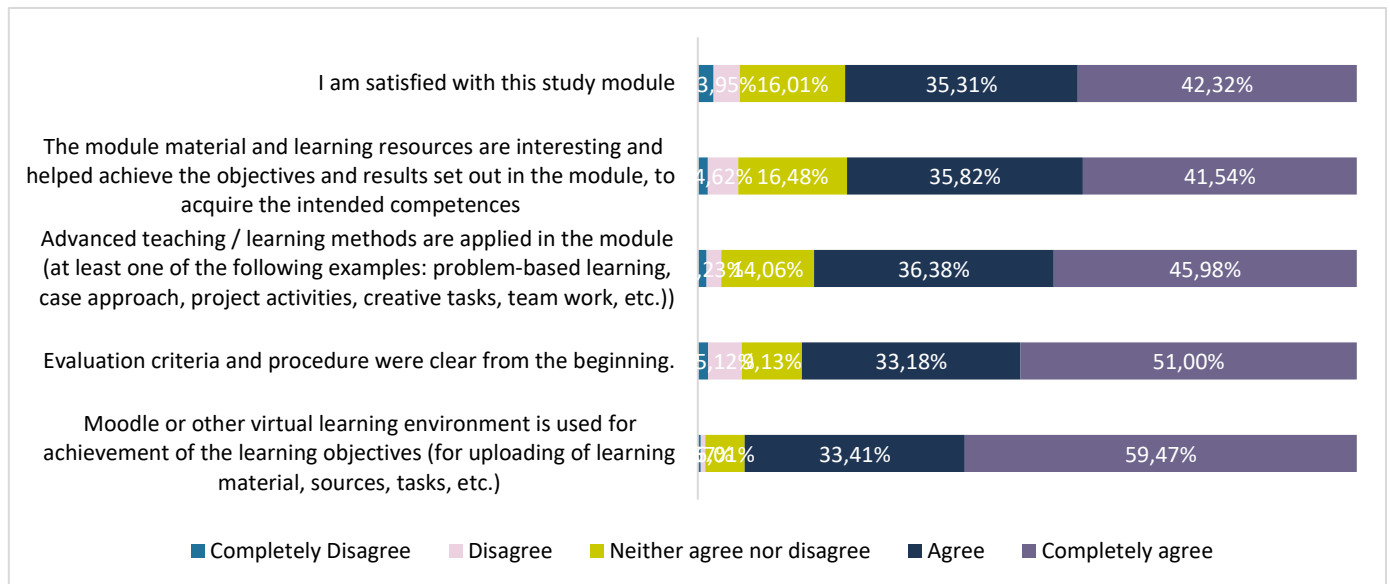 I am satisfied with this study module
3,95% 16,01% 35,31% 42,32%
The module material and learning resources are interesting and
helped achieve the objectives and results set out in the module, to
acquire the intended competences
4,62% 16,48% 35,82% 41,54%
Advanced teaching / learning methods are applied in the module
(at least one of the following examples: problem-based learning,
case approach, project activities, creative tasks, team work, etc.))
14,06% 36,38% 45,98%
Evaluation criteria and procedure were clear from the beginning.
5,12% 9,13% 33,18% 51,00%
Moodle or other virtual learning environment is used for
achievement of the learning objectives (for uploading of learning
material, sources, tasks, etc.)
33,41% 59,47%
Completely Disagree Disagree Neither agree nor disagree Agree Completely agree